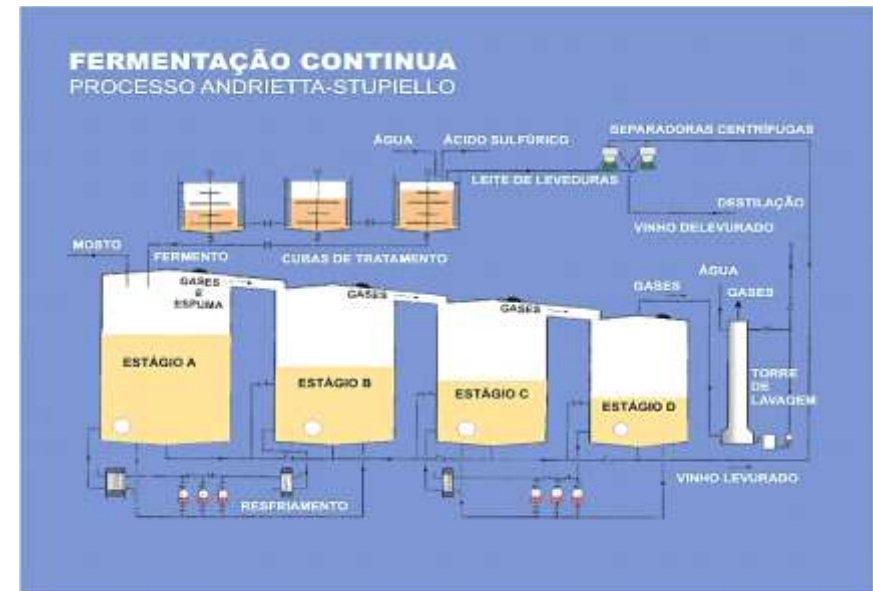 FERMENTAÇÃO CONTINUA
PROCESSO ANDRIETTA-STUPIELLO
SEPARADORAS CENTRÍFUGAS
ÁGUA
ÁCIDO SULFÚRICO
LEITE DE LEVEDURAS
DESTILAÇÃO
VINHO DELEVURADO
MOSTO
FERMENTO
CUBAS DE TRATAMENTO
GASES
E
ESPUMA
GASES
GASES
GASES
ÁGUA
GASES
ESTÁGIO A
ESTÁGIO B
ESTÁGIO C
ESTÁGIO D
TORRE
DE
LAVAGEM
VINHO LEVURADO
RESFRIAMENTO